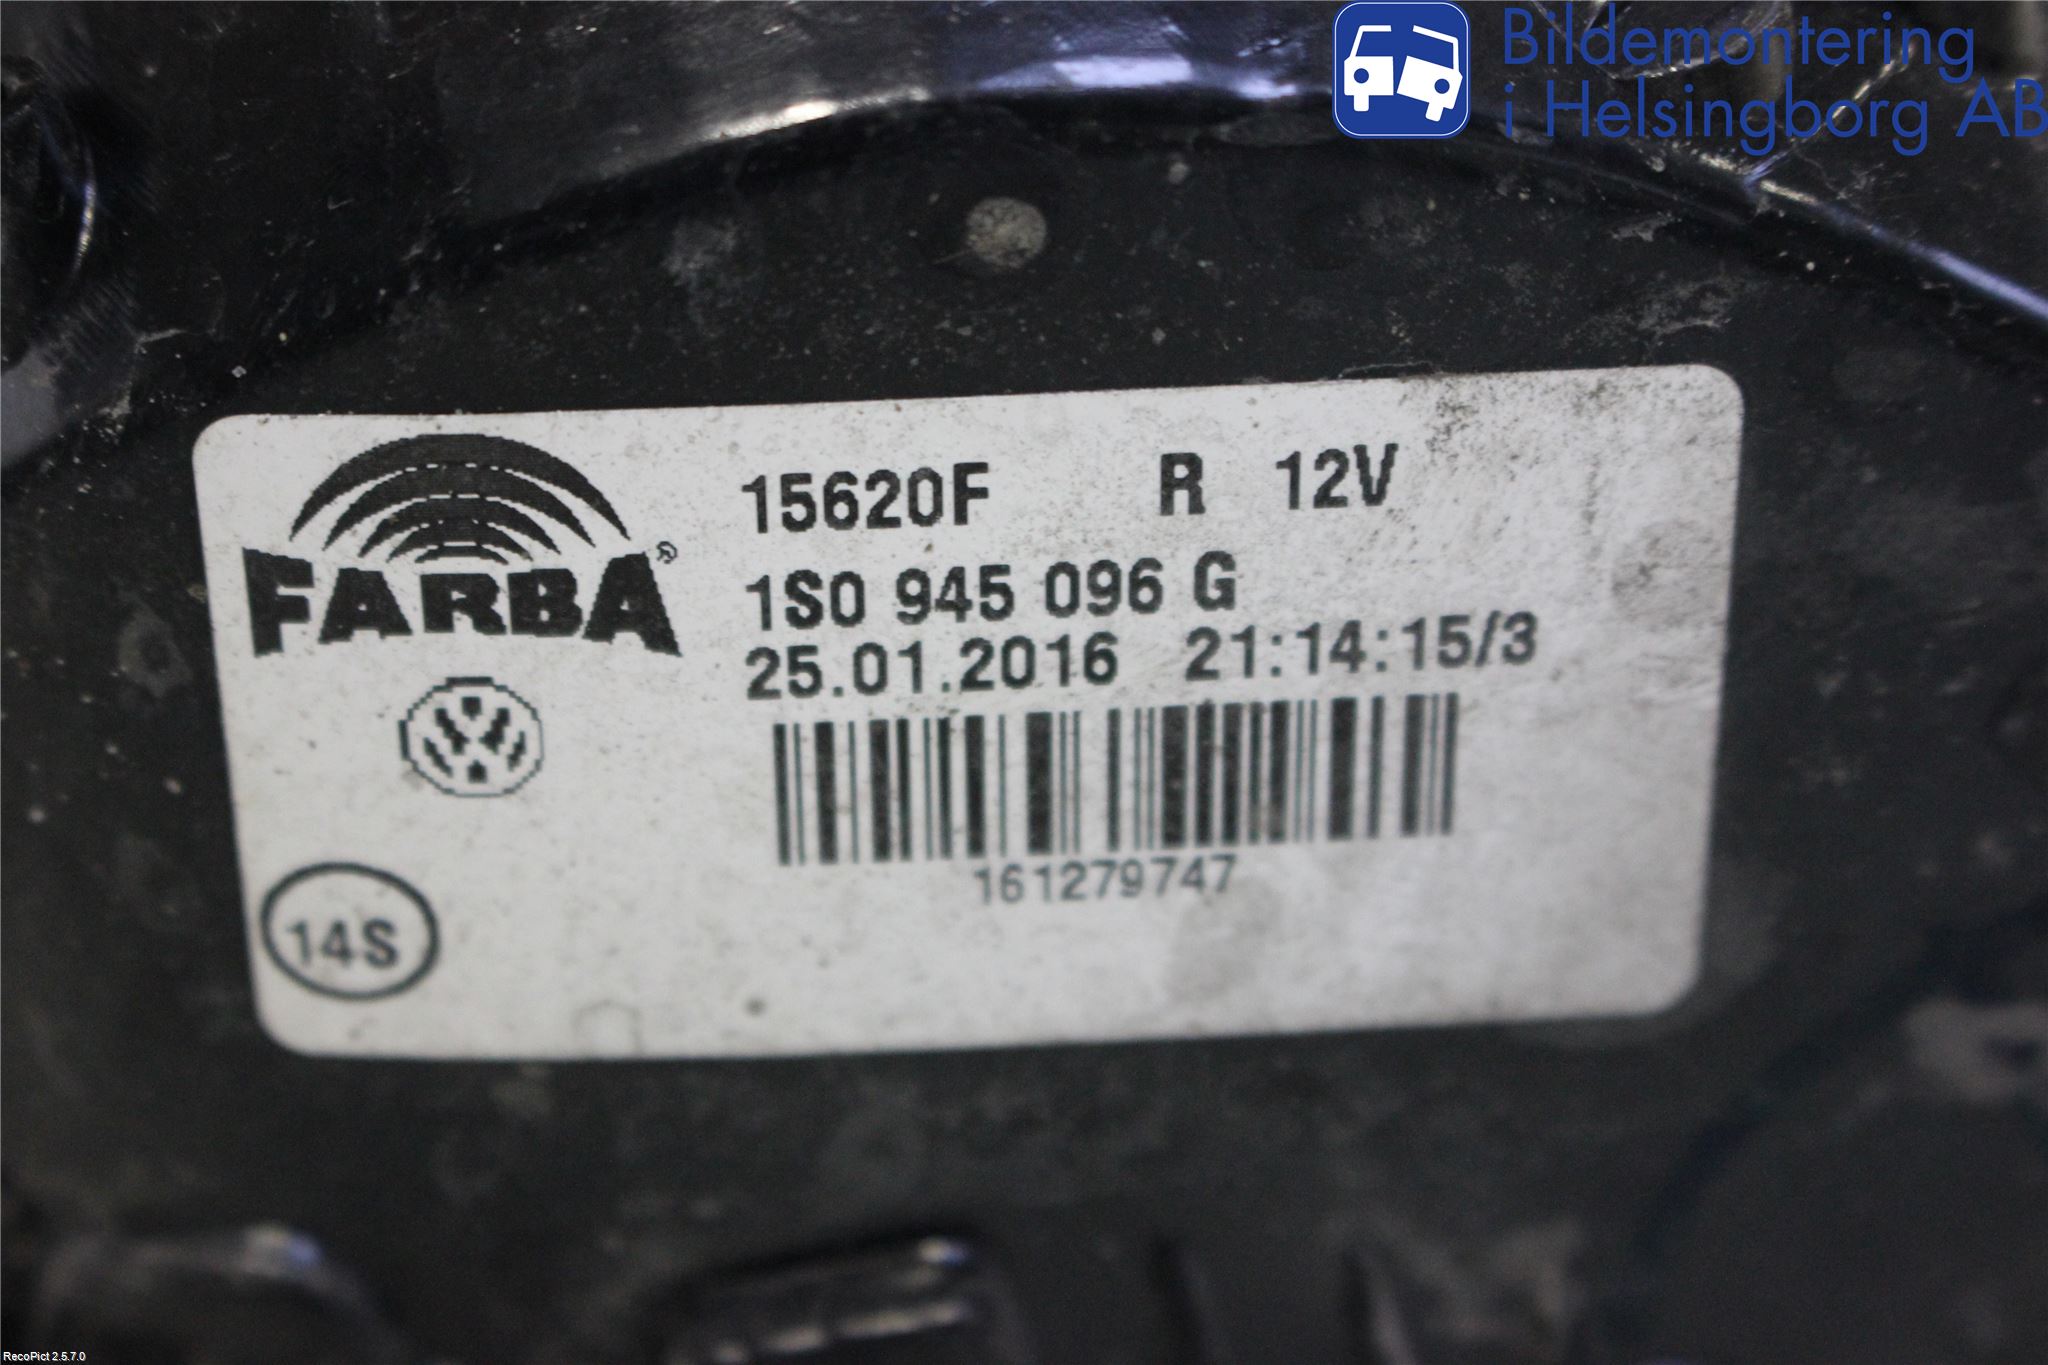 Bildemontering
i Helsingborg AB
15620F R 12V
FARBA®
1S0 945 096 G
25.01.2016 21:14:15/3
161279747
14S
RecoPict 2.5.7.0